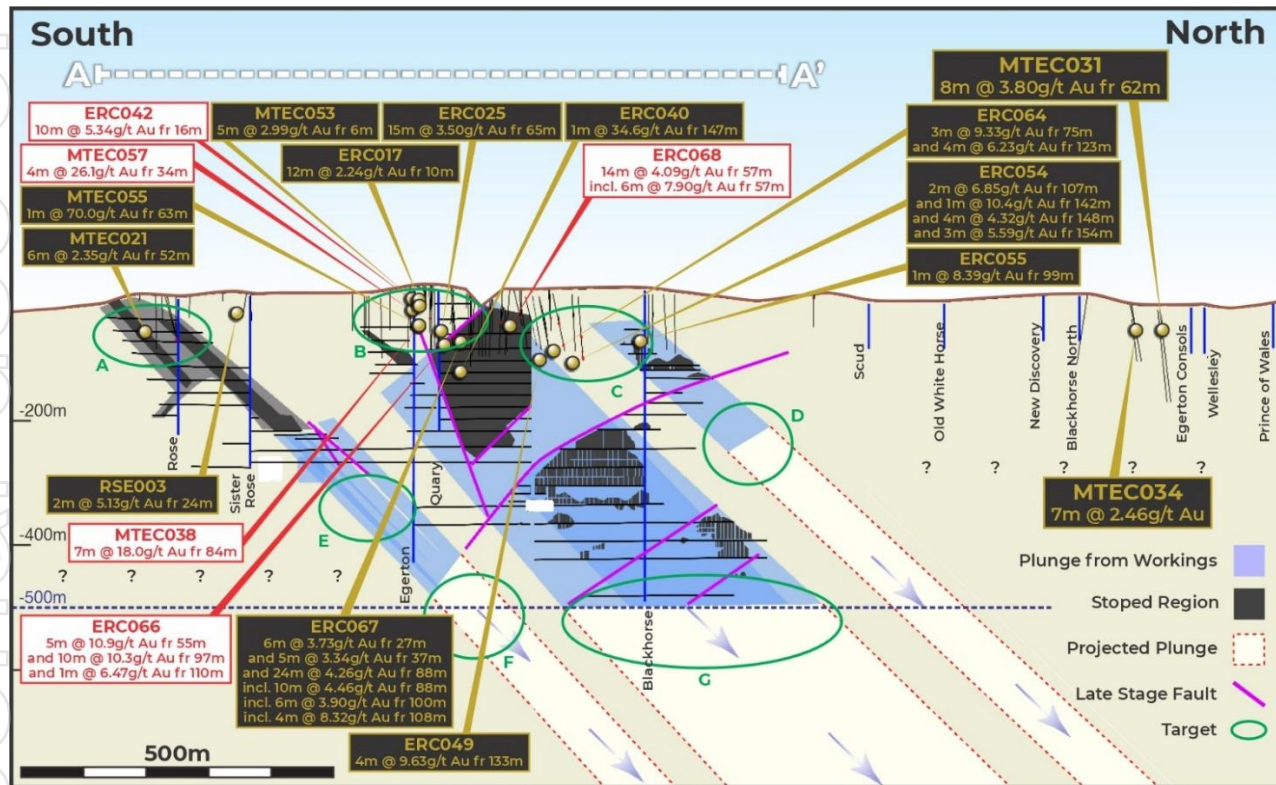 South
North
A
A'
ERC042
10m @ 5.34g/t Au fr 16m
MTEC053
5m @ 2.99g/t Au fr 6m
ERC025
15m @ 3.50g/t Au fr 65m
ERC040
1m @ 34.6g/t Au fr 147m
MTEC031
8m @ 3.80g/t Au fr 62m
MTEC057
4m @ 26.1g/t Au fr 34m
ERC017
12m @ 2.24g/t Au fr 10m
ERC068
14m @ 4.09g/t Au fr 57m
incl. 6m @ 7.90g/t Au fr 57m
ERC064
3m @ 9.33g/t Au fr 75m
and 4m @ 6.23g/t Au fr 123m
MTEC055
1m @ 70.0g/t Au fr 63m
ERC054
2m @ 6.85g/t Au fr 107m
and 1m @ 10.4g/t Au fr 142m
and 4m @ 4.32g/t Au fr 148m
and 3m @ 5.59g/t Au fr 154m
MTEC021
6m @ 2.35g/t Au fr 52m
ERC055
1m @ 8.39g/t Au fr 99m
A
B
C
D
E
F
G
-200m
-400m
-500m
Rose
Sister
Rose
Egerton
Quary
Blackhorse
Scud
Old White Horse
New Discovery
Blackhorse North
Egerton Consols
Wellesley
Prince of Wales
? ? ? ? ? ?
? ? ? ?
RSE003
2m @ 5.13g/t Au fr 24m
MTEC038
7m @ 18.0g/t Au fr 84m
MTEC034
7m @ 2.46g/t Au
ERC066
5m @ 10.9g/t Au fr 55m
and 10m @ 10.3g/t Au fr 97m
and 1m @ 6.47g/t Au fr 110m
ERC067
6m @ 3.73g/t Au fr 27m
and 5m @ 3.34g/t Au fr 37m
and 24m @ 4.26g/t Au fr 88m
incl. 10m @ 4.46g/t Au fr 88m
incl. 6m @ 3.90g/t Au fr 100m
incl. 4m @ 8.32g/t Au fr 108m
ERC049
4m @ 9.63g/t Au fr 133m
500m
Plunge from Workings
Stoped Region
Projected Plunge
Late Stage Fault
Target